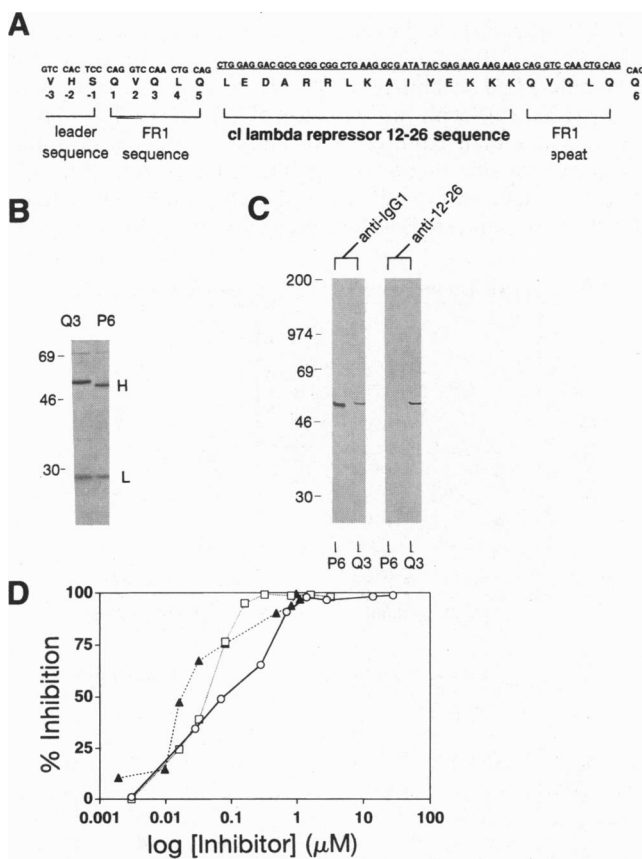 A
GTC CAC TCC CAG GTC CAA CTG CAG CTG GAG GAC GCG CGG CGG CTG AAG GCG ATA TAC GAG AAG AAG AAG CAG GTC CAA CTG CAG CAG
V H S Q V Q L Q L E D A R R L K A I Y E K K K Q V Q L Q Q
-3 -2 -1 1 2 3 4 5 6
leader sequence
FR1 sequence
cI lambda repressor 12-26 sequence
FR1 epeat
B
Q3 P6
69
H
46
30
L
C
anti-IgG1
anti-12-26
200
974
69
46
30
P6 Q3 P6 Q3
D
100
75
50
25
0
% Inhibition
0.001 0.01 0.1 1 10 100
log [Inhibitor] (µM)